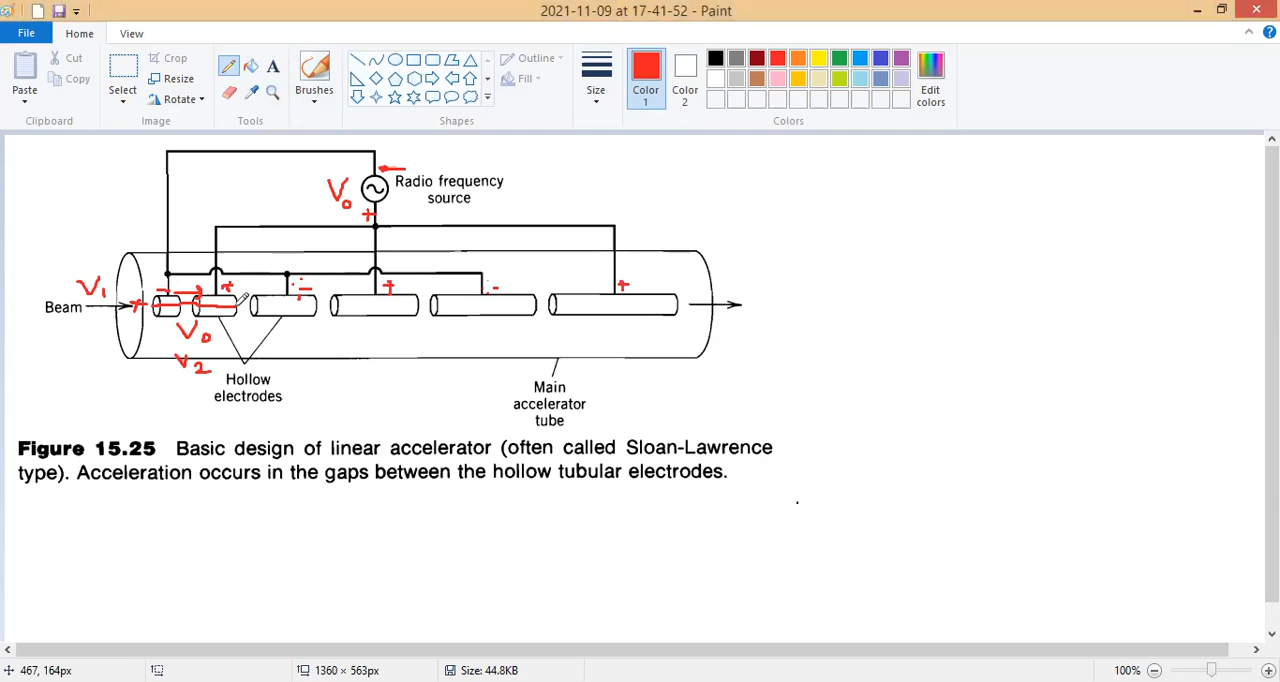 2021-11-09 at 17-41-52 - Paint
File
Home
View
Paste
Cut
Copy
Clipboard
Select
Crop
Resize
Rotate
Image
A
Tools
Brushes
Outline
Fill
Shapes
Size
Color 1
Color 2
Edit colors
Colors
V₀
Radio frequency
source
+
V₁
Beam
+ - + - + - +
V₀
V₂
Hollow
electrodes
Main
accelerator
tube
Figure 15.25 Basic design of linear accelerator (often called Sloan-Lawrence
type). Acceleration occurs in the gaps between the hollow tubular electrodes.
467, 164px
1360 × 563px
Size: 44.8KB
100%